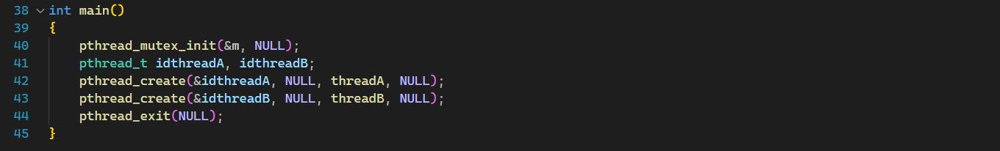 38 int main()
39 {
40 pthread_mutex_init(&m, NULL);
41 pthread_t idthreadA, idthreadB;
42 pthread_create(&idthreadA, NULL, threadA, NULL);
43 pthread_create(&idthreadB, NULL, threadB, NULL);
44 pthread_exit(NULL);
45 }